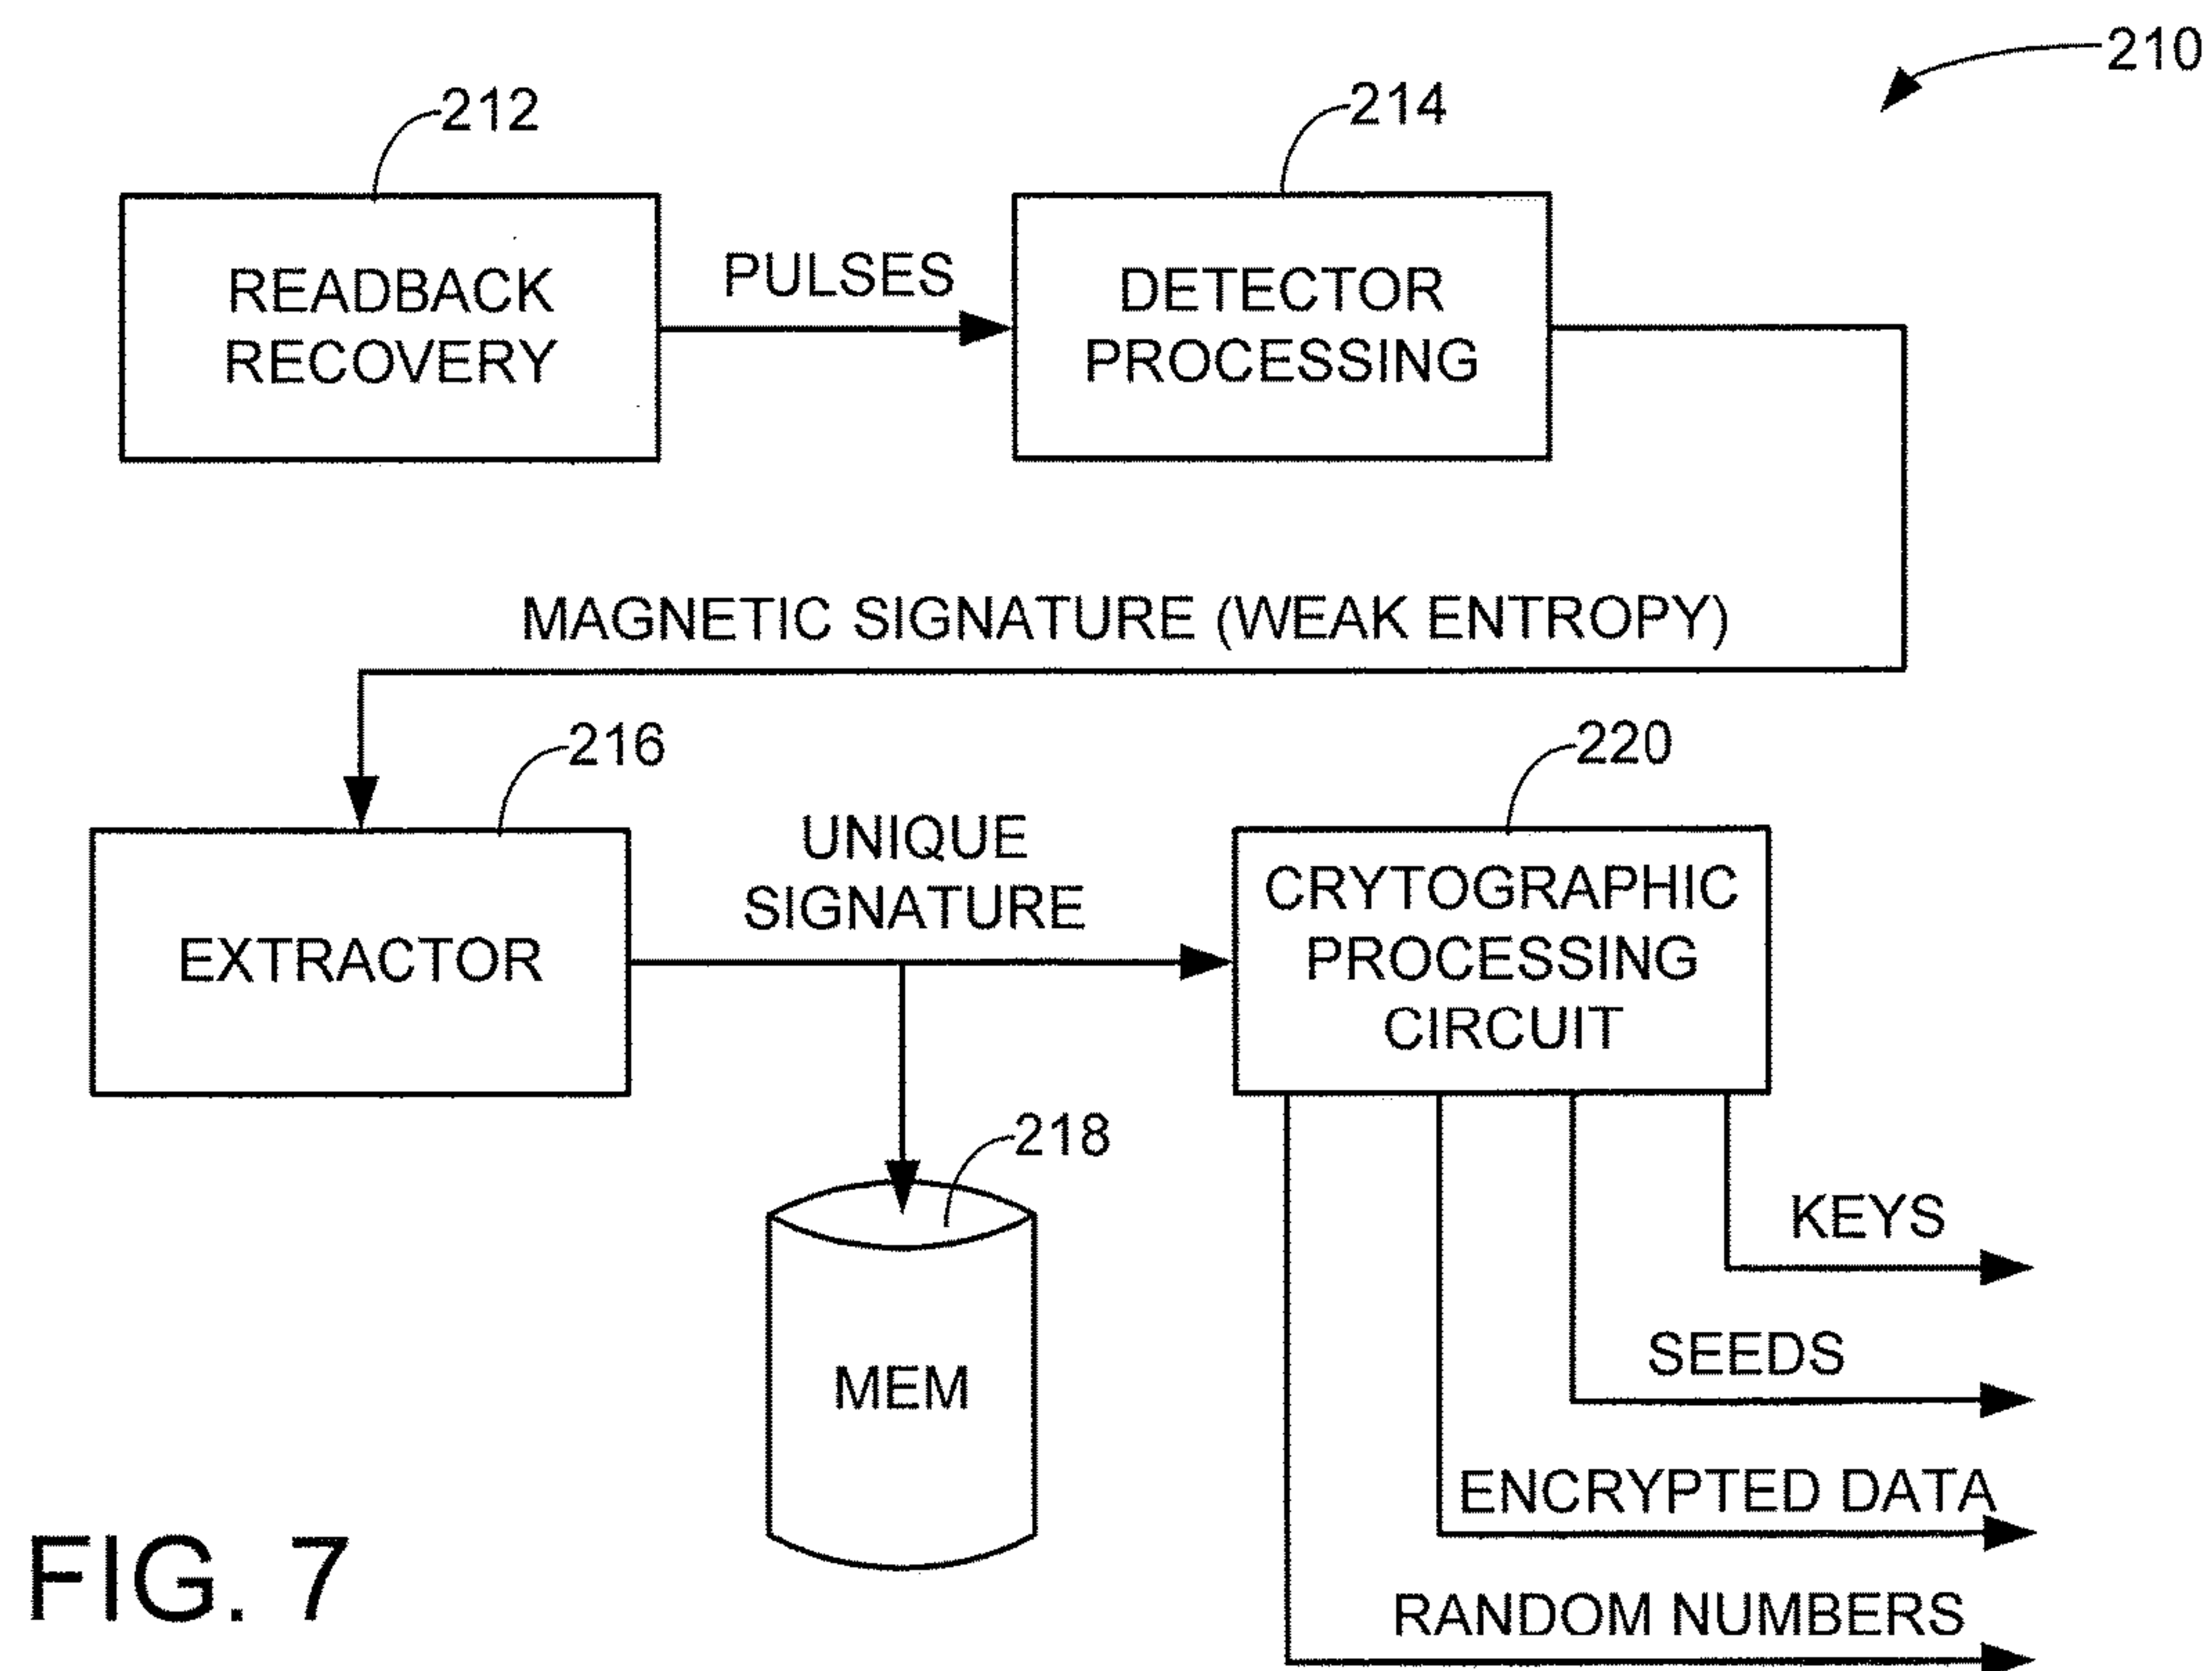 210
212
214
READBACK
RECOVERY
PULSES
DETECTOR
PROCESSING
MAGNETIC SIGNATURE (WEAK ENTROPY)
216
220
EXTRACTOR
UNIQUE
SIGNATURE
CRYTOGRAPHIC
PROCESSING
CIRCUIT
218
MEM
KEYS
SEEDS
ENCRYPTED DATA
RANDOM NUMBERS
FIG. 7